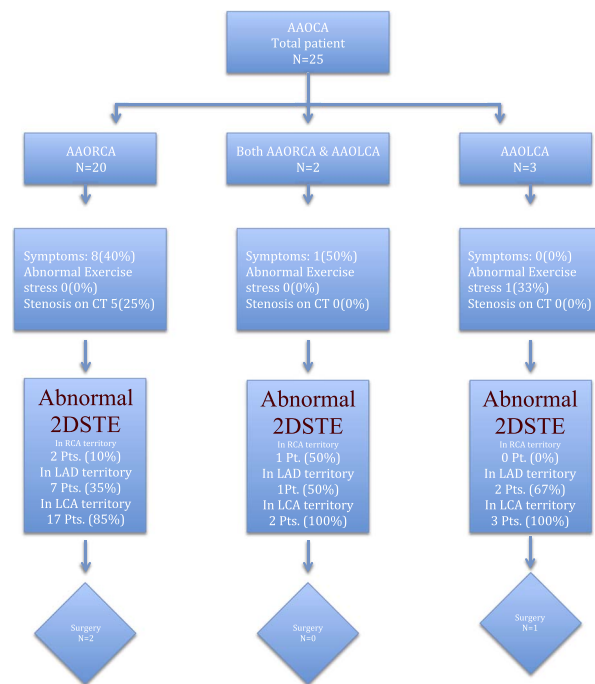 AAOCA
Total patient
N=25
AAORCA
N=20
Both AAORCA & AAOLCA
N=2
AAOLCA
N=3
Symptoms: 8(40%)
Abnormal Exercise
stress 0(0%)
Stenosis on CT 5(25%)
Symptoms: 1(50%)
Abnormal Exercise
stress 0(0%)
Stenosis on CT 0(0%)
Symptoms: 0(0%)
Abnormal Exercise
stress 1(33%)
Stenosis on CT 0(0%)
Abnormal
2DSTE
In RCA territory
2 Pts. (10%)
In LAD territory
7 Pts. (35%)
In LCA territory
17 Pts. (85%)
Abnormal
2DSTE
In RCA territory
1 Pt. (50%)
In LAD territory
1Pt. (50%)
In LCA territory
2 Pts. (100%)
Abnormal
2DSTE
In RCA territory
0 Pt. (0%)
In LAD territory
2 Pts. (67%)
In LCA territory
3 Pts. (100%)
Surgery
N=2
Surgery
N=0
Surgery
N=1